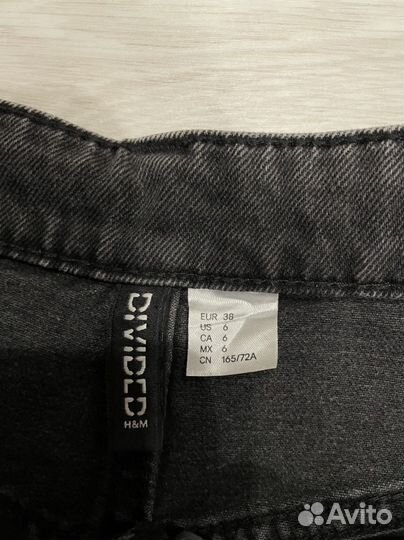 DIVIDED
H&M
EUR 38
US 6
CA 6
MX 6
CN 165/72A
Avito